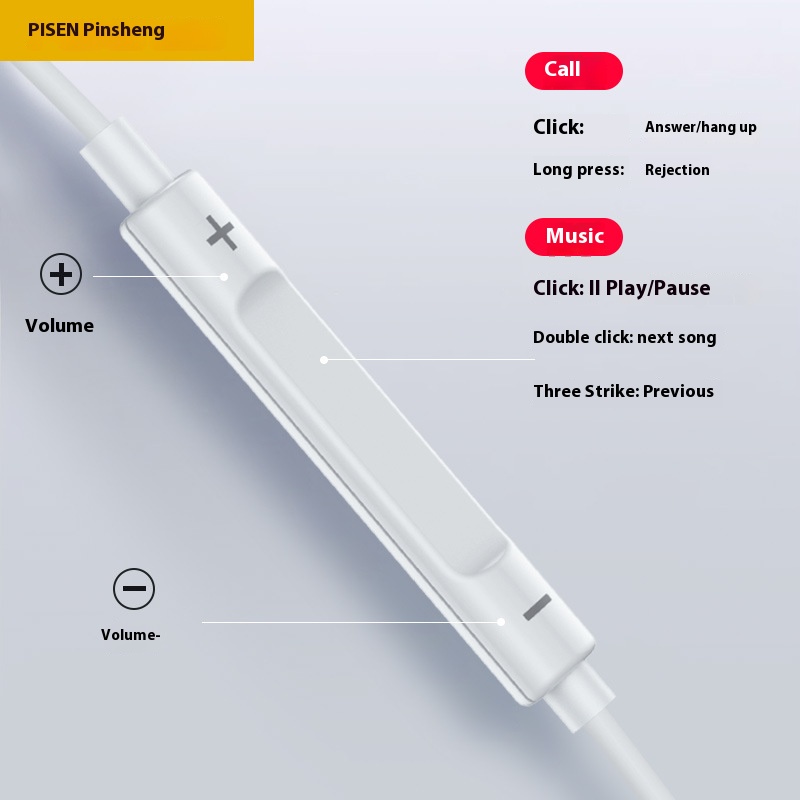 PISEN Pinsheng
Call
Click: Answer/hang up
Long press: Rejection
Music
Click: II Play/Pause
Double click: next song
Three Strike: Previous
+
Volume
Volume-